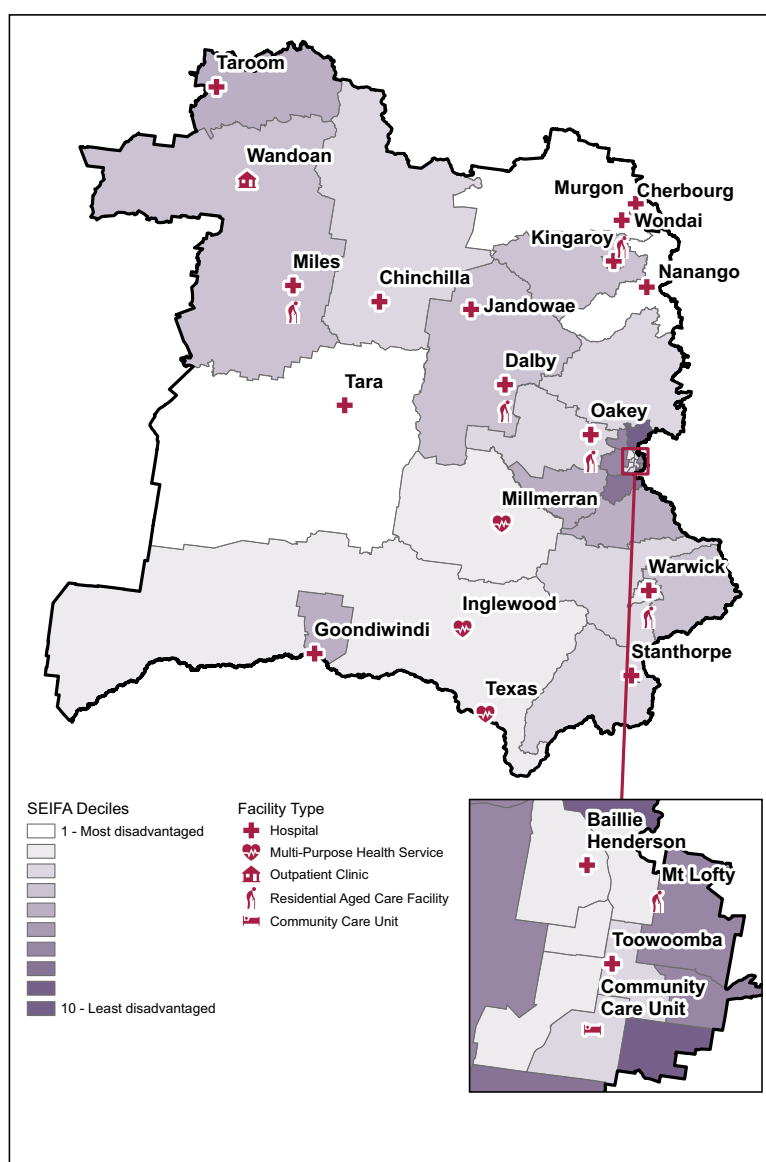 Taroom
Wandoan
Murgon
Cherbourg
Wondai
Kingaroy
Miles
Chinchilla
Nanango
Jandowae
Dalby
Tara
Oakey
Millmerran
Warwick
Inglewood
Goondiwindi
Stanthorpe
Texas
SEIFA Deciles
1 - Most disadvantaged
10 - Least disadvantaged
Facility Type
Hospital
Multi-Purpose Health Service
Outpatient Clinic
Residential Aged Care Facility
Community Care Unit
Baillie
Henderson
Mt Lofty
Toowoomba
Community
Care Unit